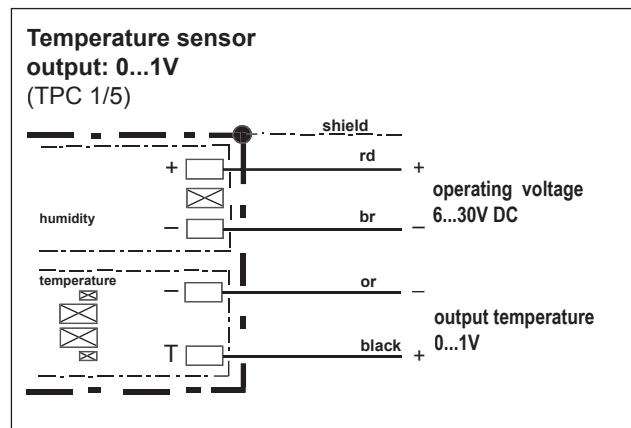 Temperature sensor
output: 0...1V
(TPC 1/5)
shield
+ rd +
operating voltage
6...30V DC
humidity
– br –
temperature
– or –
output temperature
0...1V
T black +